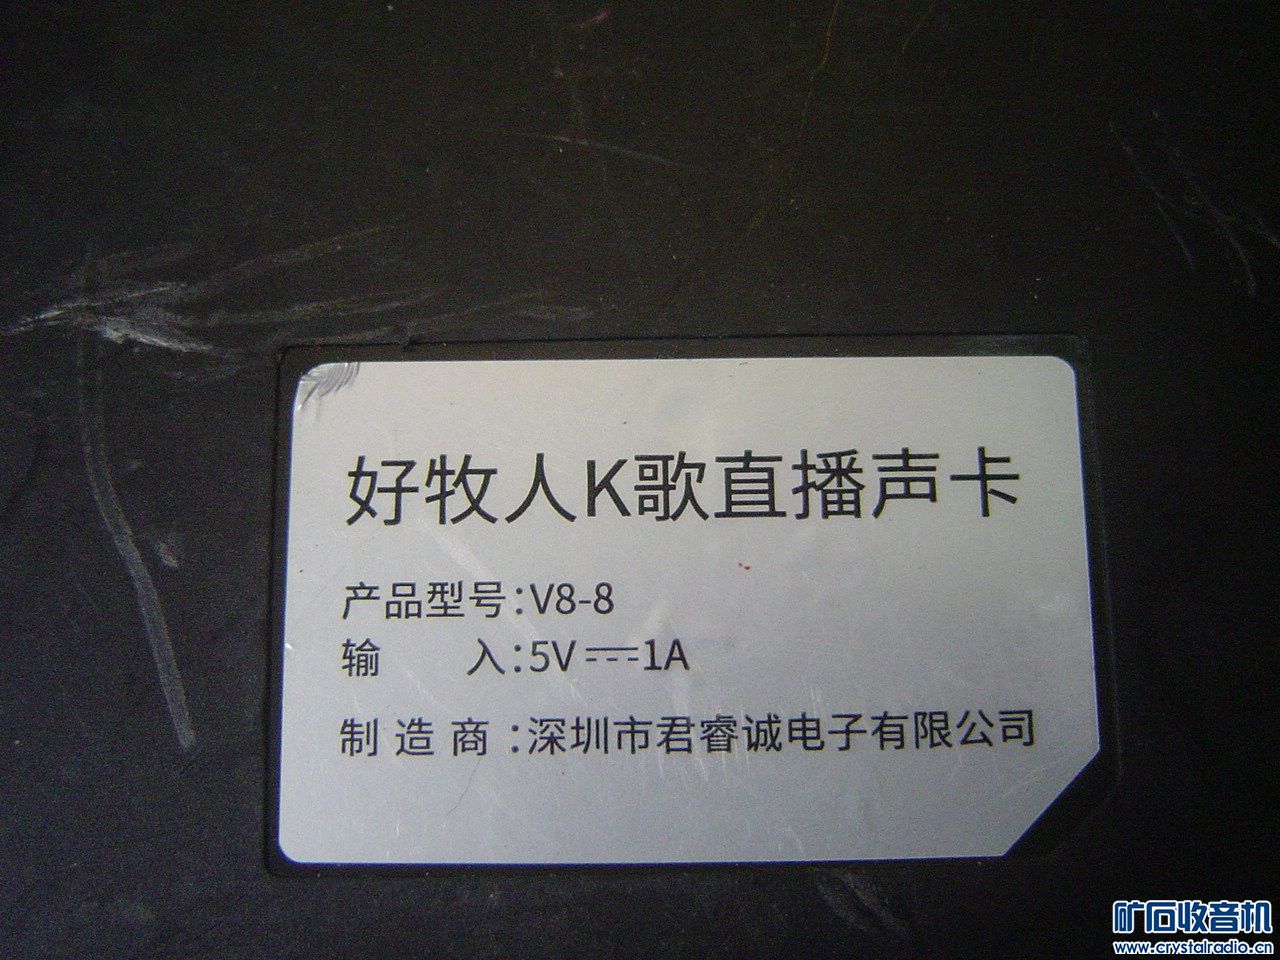 好牧人K歌直播声卡
产品型号:V8-8
输 入:5V⎓1A
制造商:深圳市君睿诚电子有限公司
矿石收音机
www.crystalradio.cn